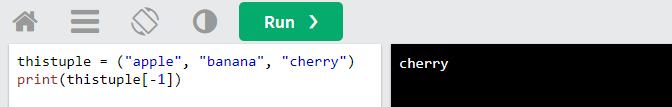 Run ❯
thistuple = ("apple", "banana", "cherry")
print(thistuple[-1])
cherry